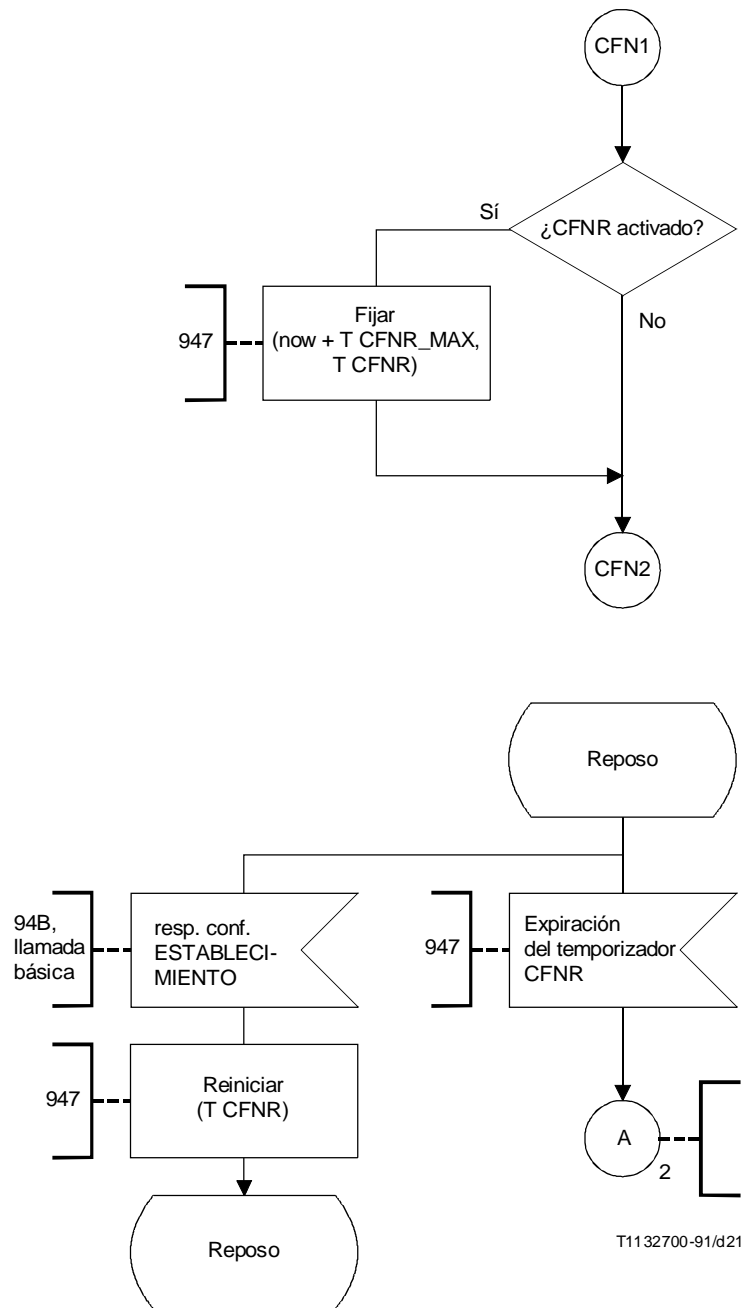 CFN1
¿CFNR activado?
Sí
No
947
Fijar
(now + T CFNR_MAX,
T CFNR)
CFN2
Reposo
94B,
llamada
básica
resp. conf.
ESTABLECI-
MIENTO
947
Expiración
del temporizador
CFNR
947
Reiniciar
(T CFNR)
A
2
Reposo
T1132700-91/d21